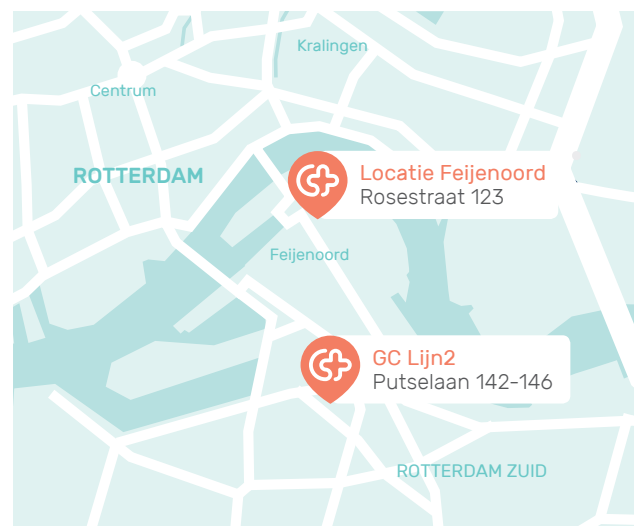 Kralingen
Centrum
ROTTERDAM
Locatie Feijenoord
Rosestraat 123
Feijenoord
GC Lijn2
Putselaan 142-146
ROTTERDAM ZUID